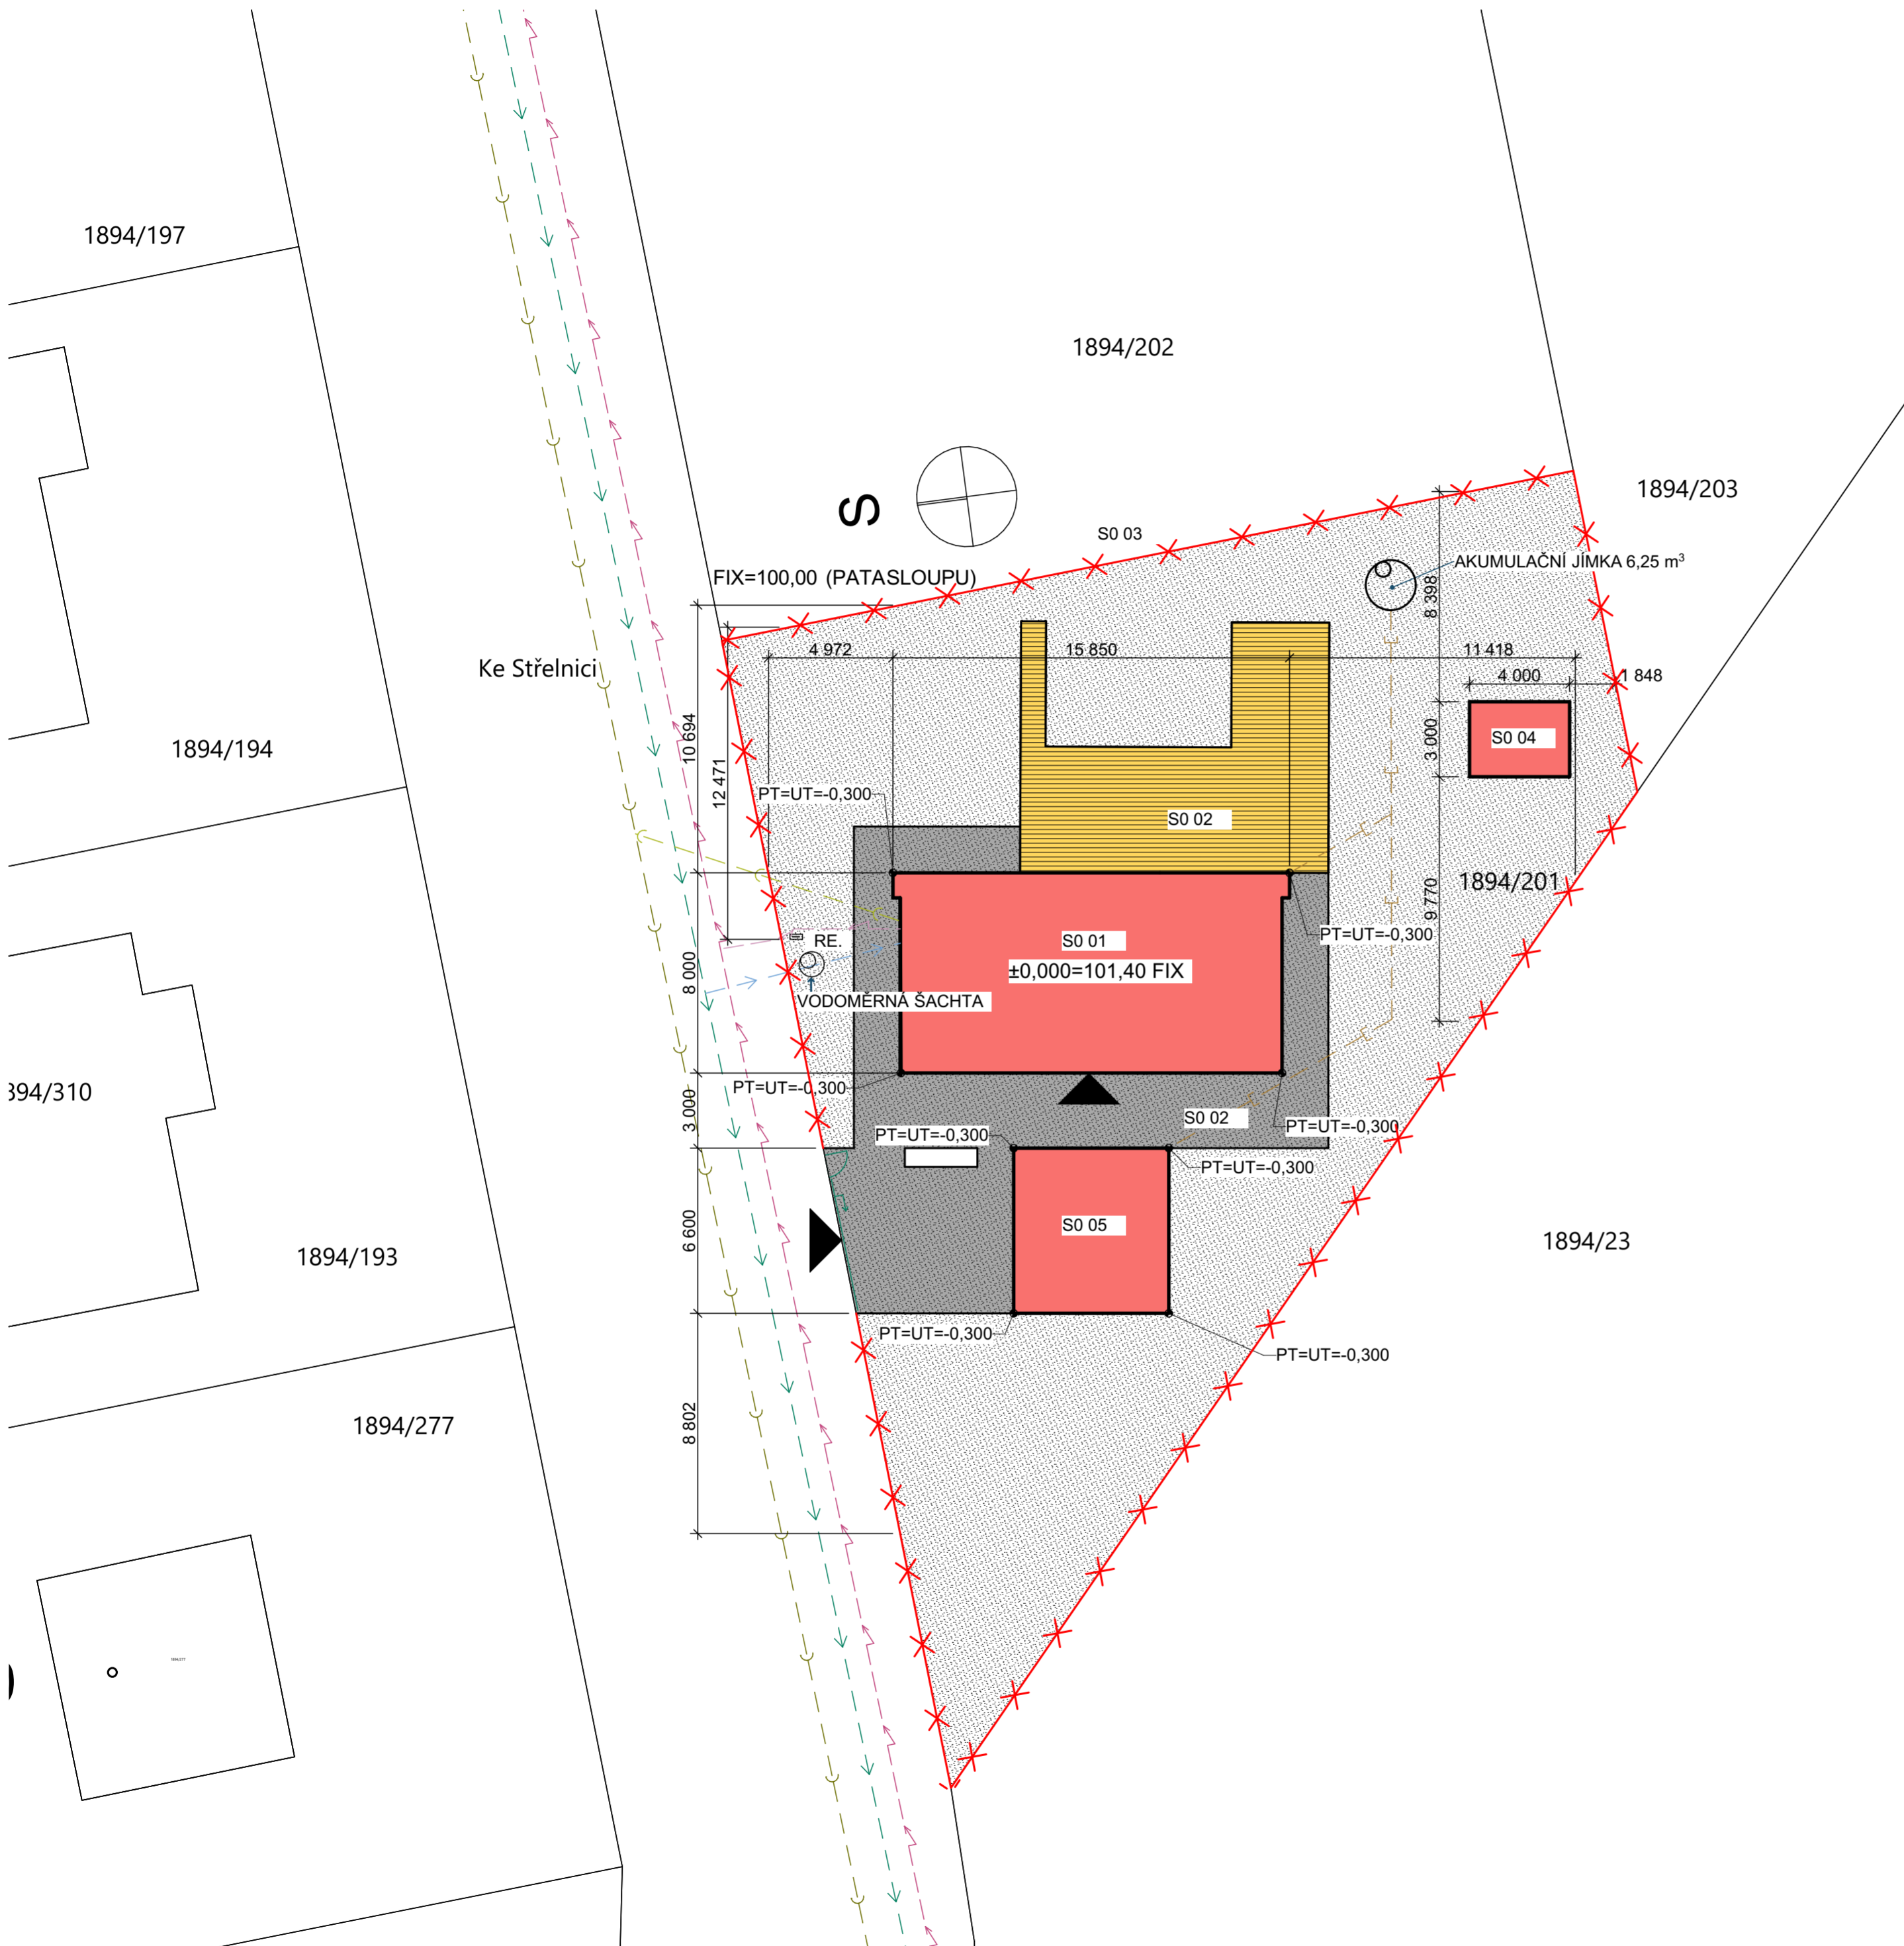 1894/197
1894/202
1894/203
S
S0 03
AKUMULAČNÍ JÍMKA 6,25 m³
FIX=100,00 (PATASLOUPU)
8 398
Ke Střelnici
4 972
15 850
11 418
4 000
1 848
10 694
12 471
3 000
S0 04
1894/194
PT=UT=-0,300
S0 02
1894/201
9 770
PT=UT=-0,300
RE.
S0 01
±0,000=101,40 FIX
8 000
VODOMĚRNÁ ŠACHTA
394/310
PT=UT=-0,300
3 000
S0 02
PT=UT=-0,300
PT=UT=-0,300
PT=UT=-0,300
6 600
S0 05
1894/23
1894/193
PT=UT=-0,300
PT=UT=-0,300
8 802
1894/277
1894/277